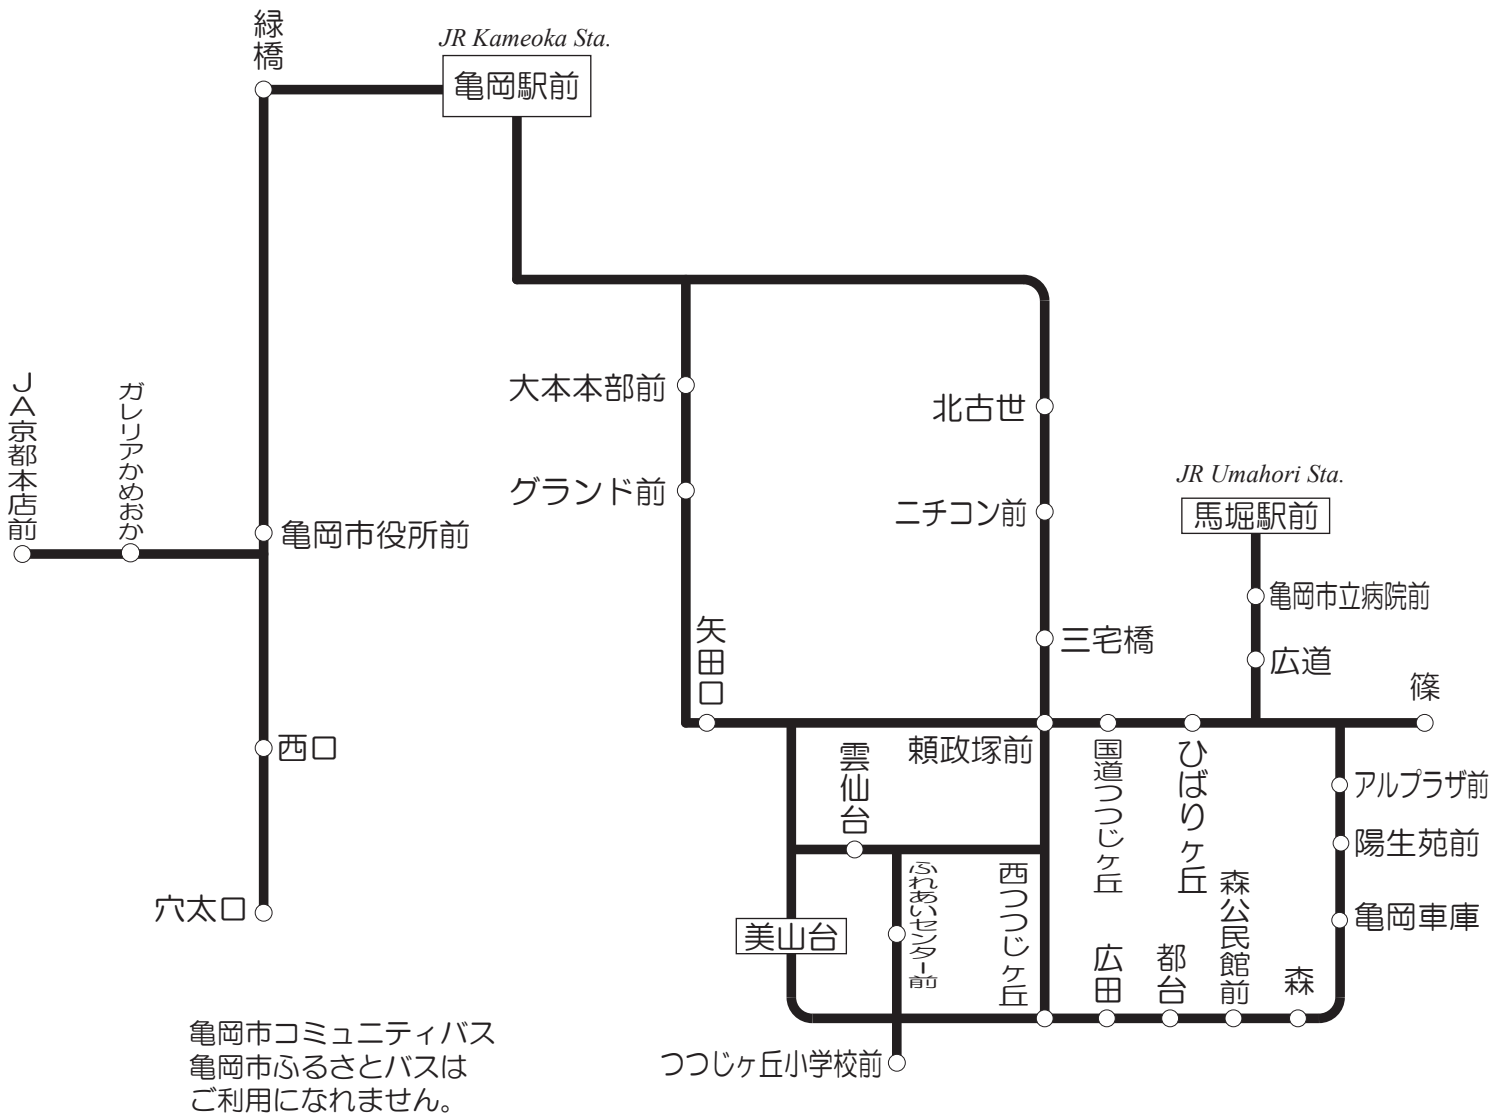 緑橋
JR Kameoka Sta.
亀岡駅前
JA京都本店前
ガレリアかめおか
亀岡市役所前
大本本部前
北古世
グランド前
ニチコン前
JR Umahori Sta.
馬堀駅前
亀岡市立病院前
三宅橋
広道
矢田口
篠
西口
頼政塚前
国道つつじヶ丘
ひばりヶ丘
雲仙台
アルプラザ前
陽生苑前
亀岡車庫
穴太口
美山台
ふれあいセンター前
西つつじヶ丘
広田
都台
森公民館前
森
つつじヶ丘小学校前
亀岡市コミュニティバス
亀岡市ふるさとバスは
ご利用になれません。